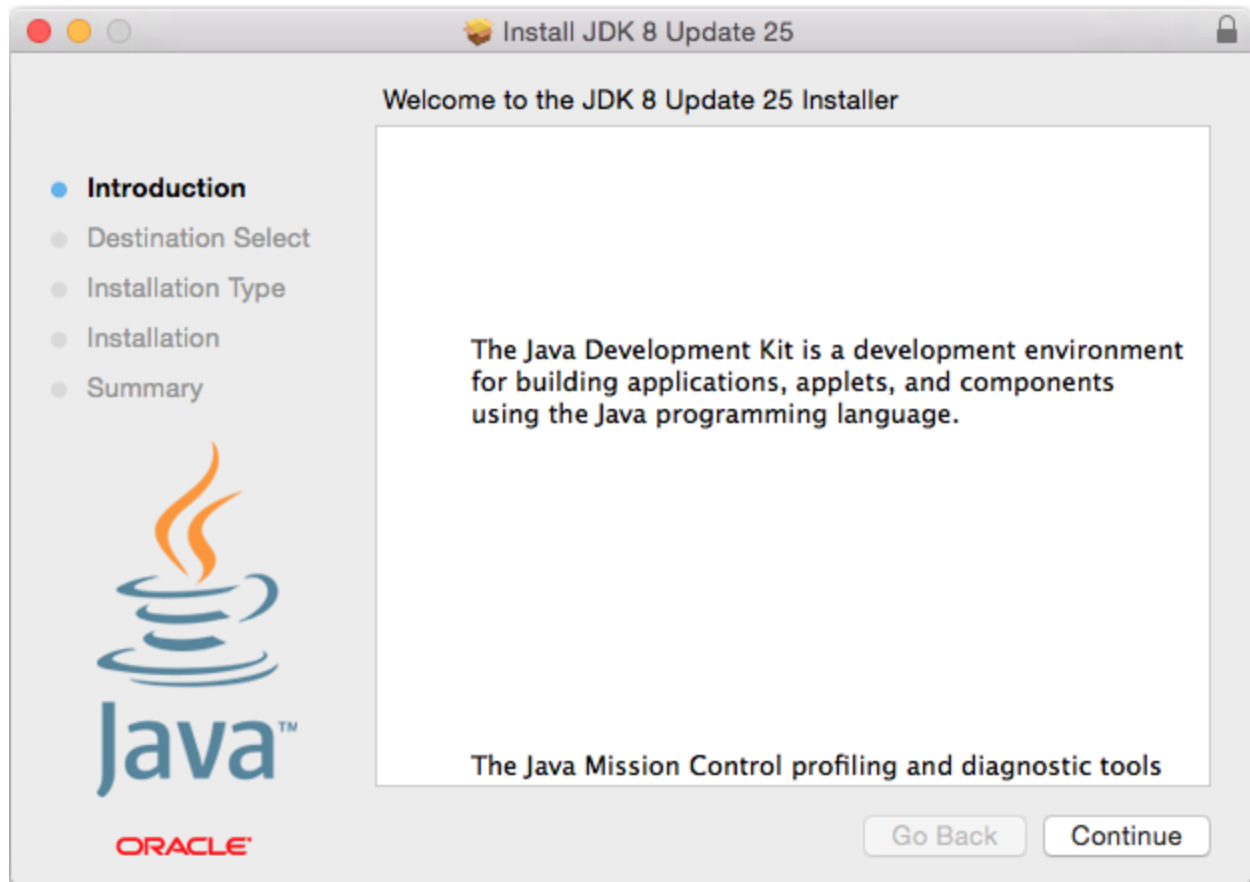 Install JDK 8 Update 25
Welcome to the JDK 8 Update 25 Installer
Introduction
Destination Select
Installation Type
Installation
Summary
The Java Development Kit is a development environment
for building applications, applets, and components
using the Java programming language.
The Java Mission Control profiling and diagnostic tools
Java™
ORACLE®
Go Back
Continue